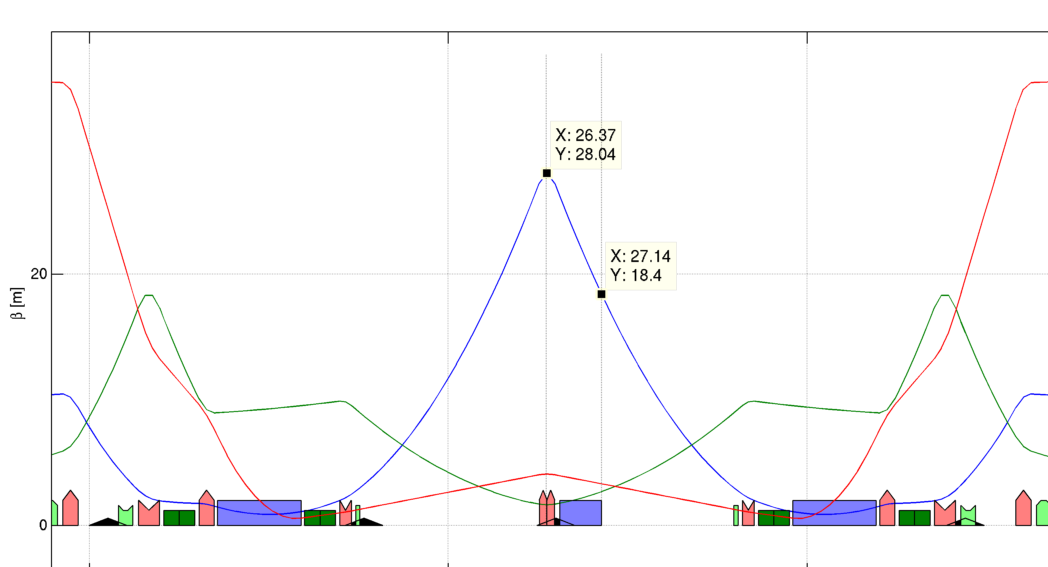 X: 26.37
Y: 28.04
X: 27.14
Y: 18.4
20
β [m]
0